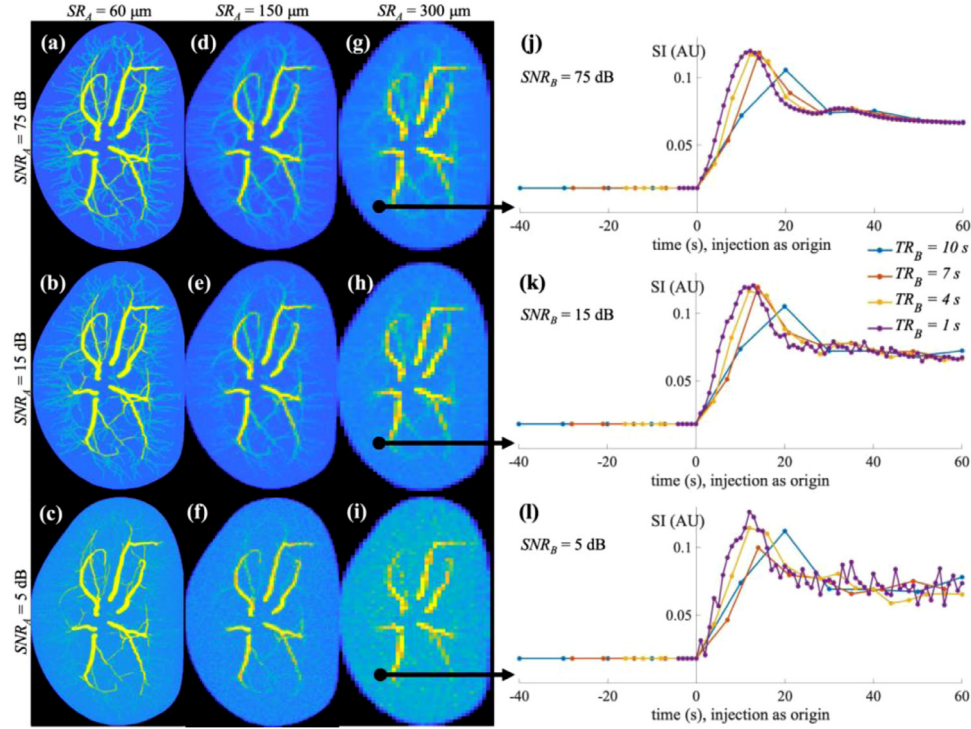 SR_A = 60 μm SR_A = 150 μm SR_A = 300 μm
SNR_A = 75 dB
(a) (d) (g)
SNR_A = 15 dB
(b) (e) (h)
SNR_A = 5 dB
(c) (f) (i)
(j)
SI (AU)
SNR_B = 75 dB
0.1
0.05
-40 -20 0 20 40 60
time (s), injection as origin
TR_B = 10 s
TR_B = 7 s
TR_B = 4 s
TR_B = 1 s
(k)
SI (AU)
SNR_B = 15 dB
0.1
0.05
-40 -20 0 20 40 60
time (s), injection as origin
(l)
SI (AU)
SNR_B = 5 dB
0.1
0.05
-40 -20 0 20 40 60
time (s), injection as origin